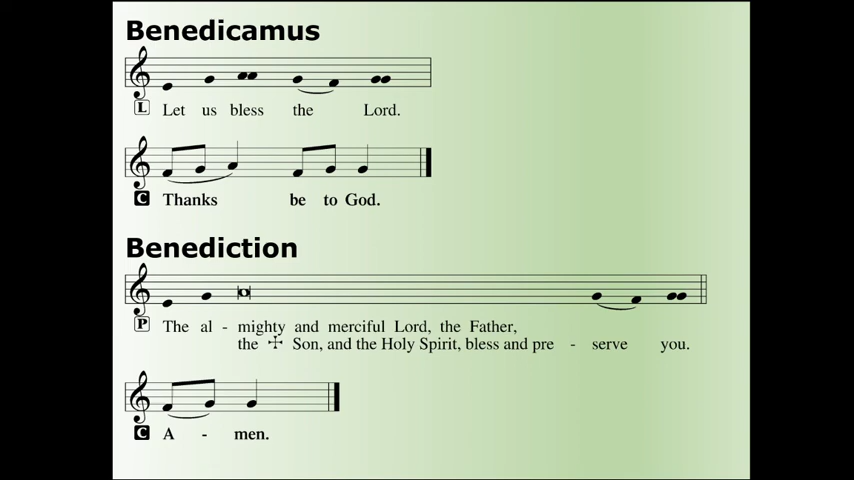 Benedicamus
L Let us bless the Lord.
C Thanks be to God.
Benediction
P The al - mighty and merciful Lord, the Father,
the ☩ Son, and the Holy Spirit, bless and pre - serve you.
C A - men.